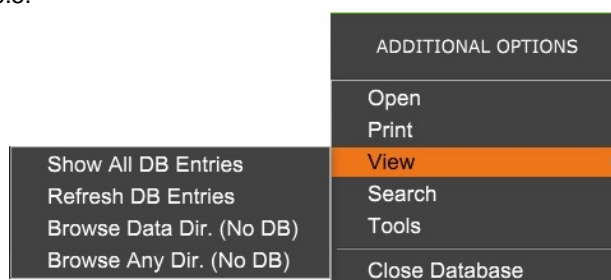 ADDITIONAL OPTIONS
Open
Print
View
Search
Tools
Close Database
Show All DB Entries
Refresh DB Entries
Browse Data Dir. (No DB)
Browse Any Dir. (No DB)